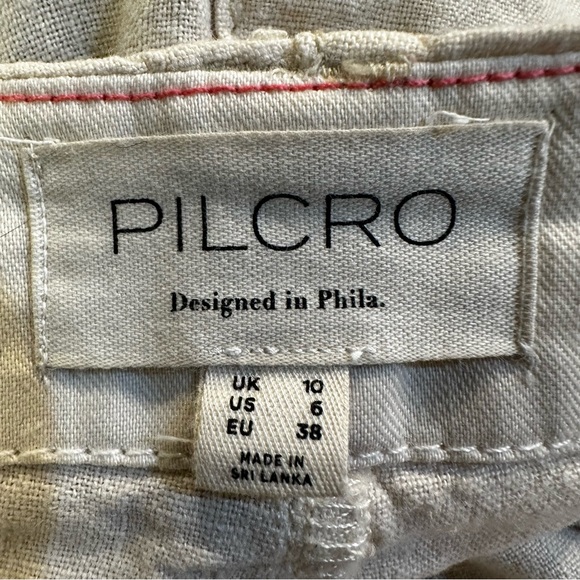 PILCRO
Designed in Phila.
UK 10
US 6
EU 38
MADE IN
SRI LANKA